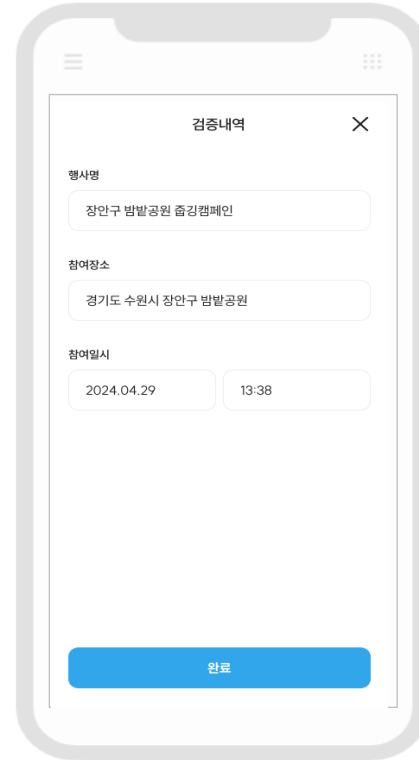 검증내역
행사명
장안구 밤밭공원 줍깅캠페인
참여장소
경기도 수원시 장안구 밤밭공원
참여일시
2024.04.29 13:38
완료